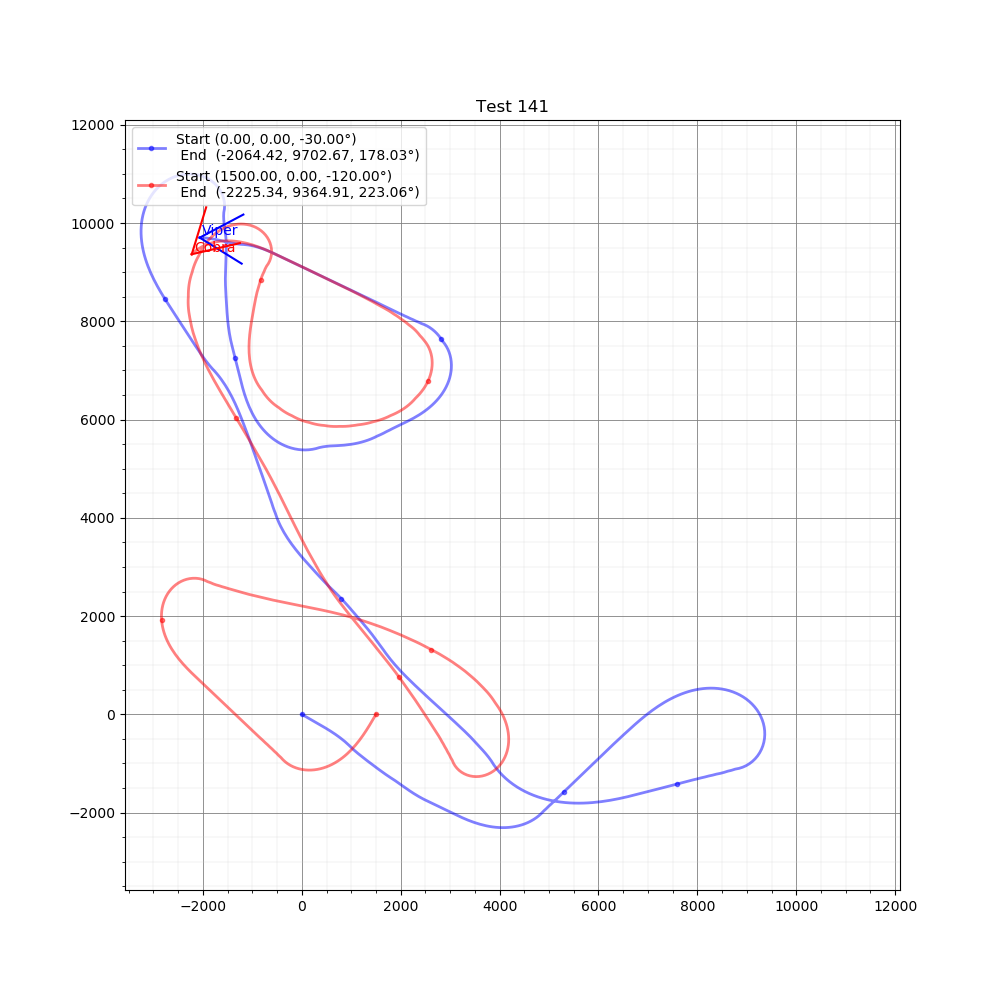 Test 141
Start (0.00, 0.00, -30.00°)
End (-2064.42, 9702.67, 178.03°)
Start (1500.00, 0.00, -120.00°)
End (-2225.34, 9364.91, 223.06°)
Viper
Cobra
12000
10000
8000
6000
4000
2000
0
−2000
−2000 0 2000 4000 6000 8000 10000 12000